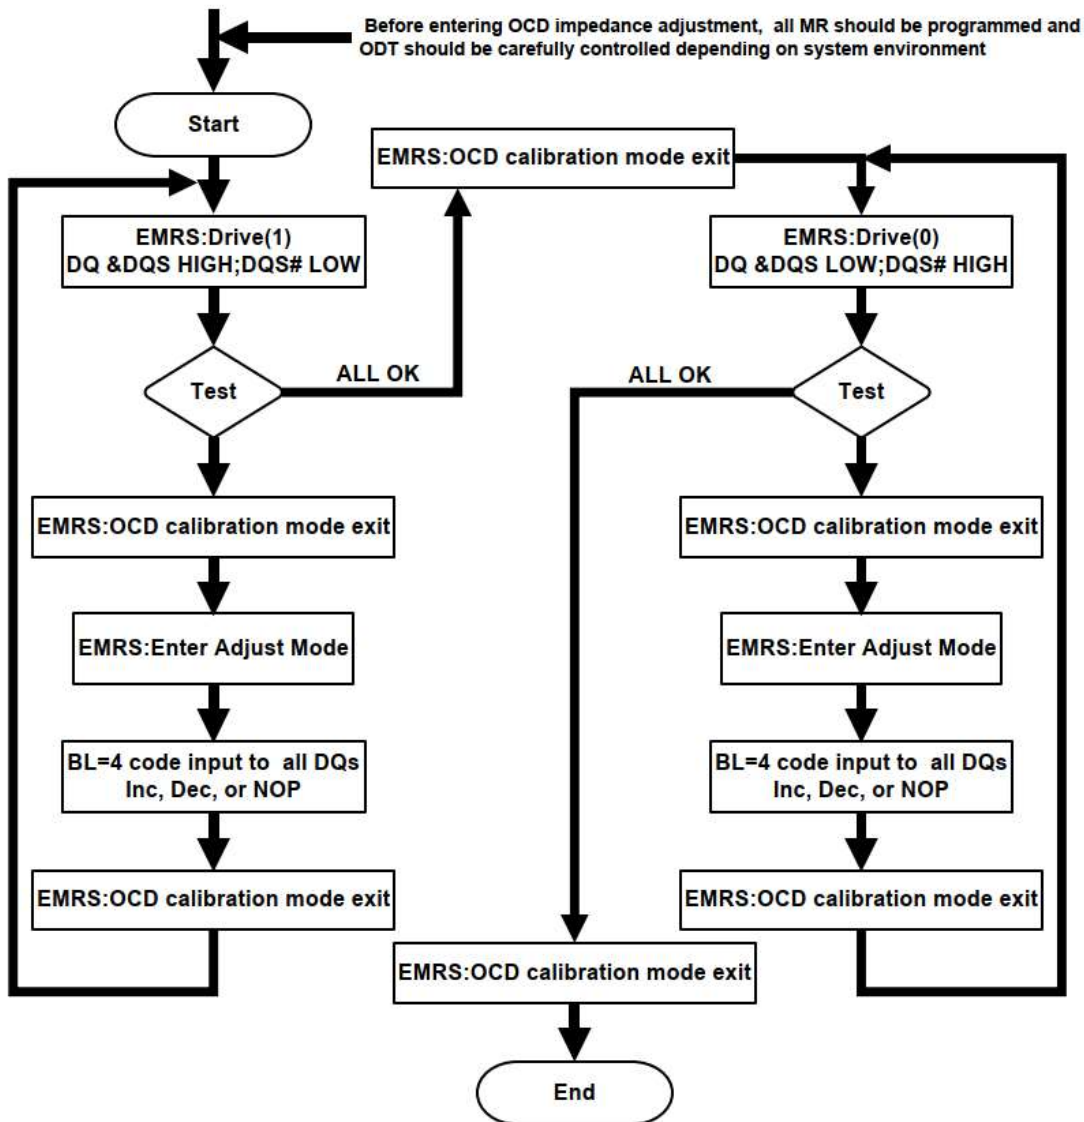 Before entering OCD impedance adjustment, all MR should be programmed and
ODT should be carefully controlled depending on system environment
Start
EMRS:OCD calibration mode exit
EMRS:Drive(1)
DQ &DQS HIGH;DQS# LOW
EMRS:Drive(0)
DQ &DQS LOW;DQS# HIGH
Test
ALL OK
ALL OK
Test
EMRS:OCD calibration mode exit
EMRS:OCD calibration mode exit
EMRS:Enter Adjust Mode
EMRS:Enter Adjust Mode
BL=4 code input to all DQs
Inc, Dec, or NOP
BL=4 code input to all DQs
Inc, Dec, or NOP
EMRS:OCD calibration mode exit
EMRS:OCD calibration mode exit
EMRS:OCD calibration mode exit
End